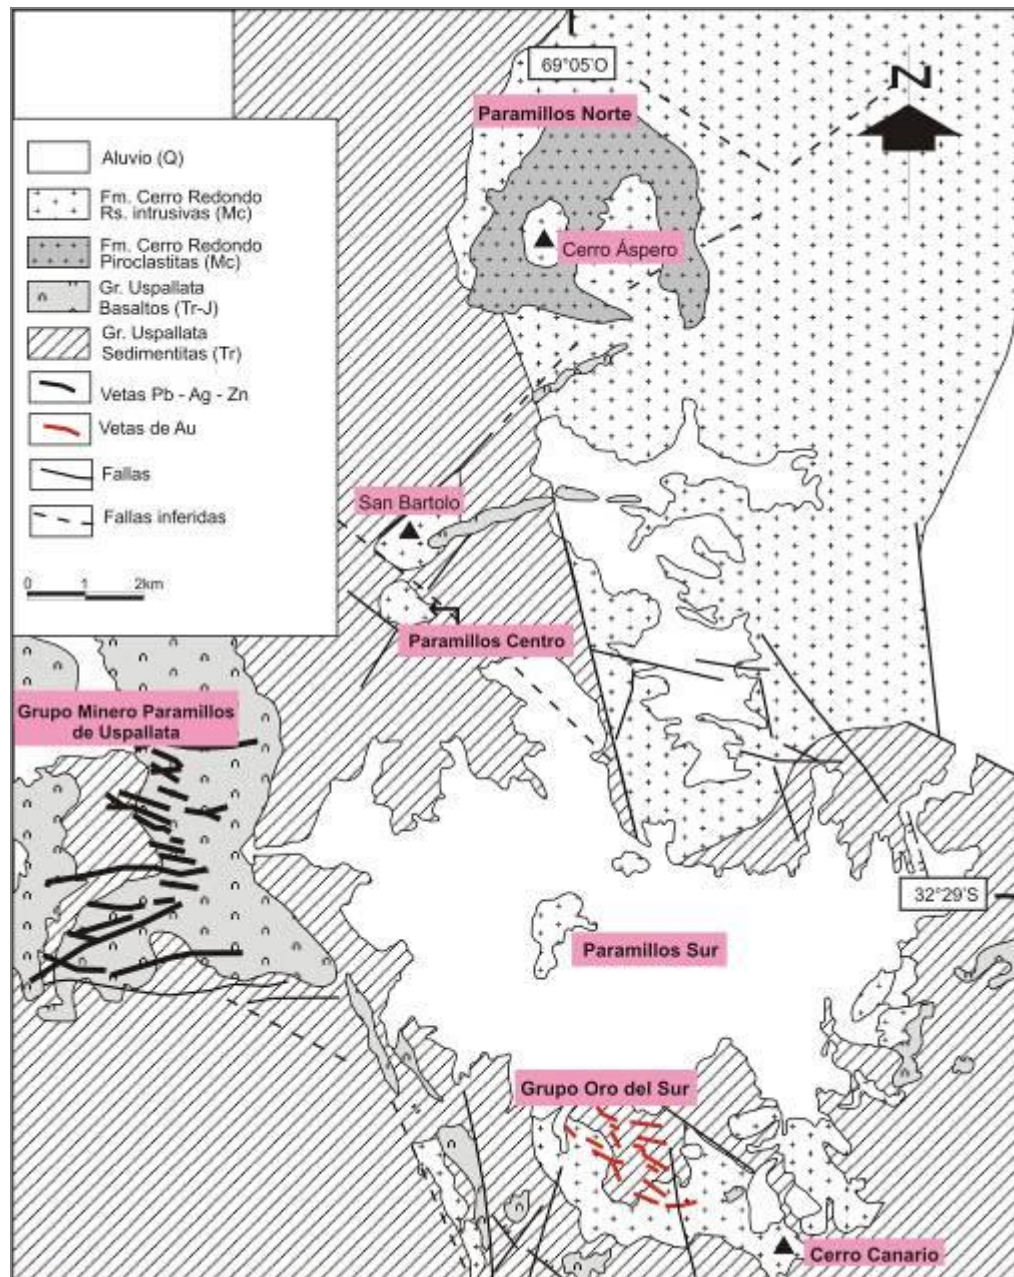 69°05'O
N
Paramillos Norte
Cerro Áspero
Aluvio (Q)
Fm. Cerro Redondo
Rs. intrusivas (Mc)
Fm. Cerro Redondo
Piroclastitas (Mc)
Gr. Uspallata
Basaltos (Tr-J)
Gr. Uspallata
Sedimentitas (Tr)
Vetas Pb - Ag - Zn
Vetas de Au
Fallas
Fallas inferidas
0 1 2km
San Bartolo
Paramillos Centro
Grupo Minero Paramillos
de Uspallata
32°29'S
Paramillos Sur
Grupo Oro del Sur
Cerro Canario